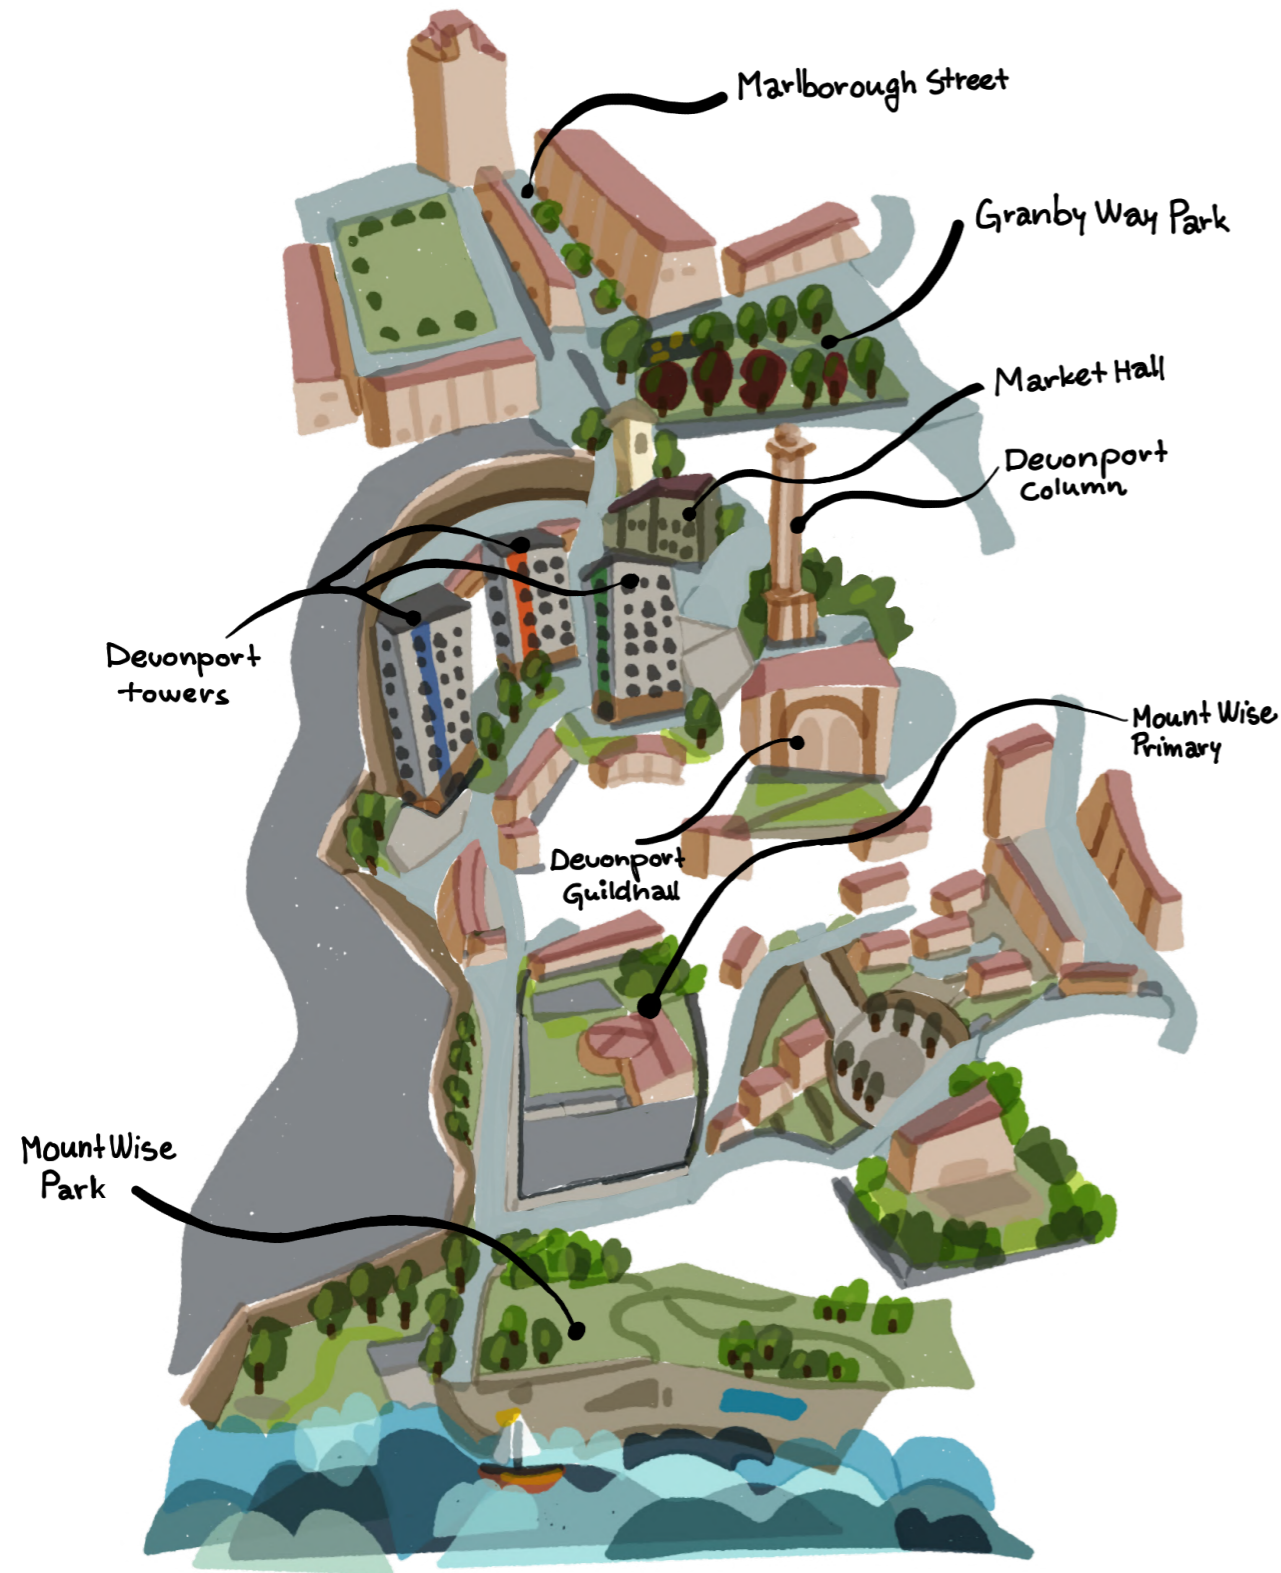 Marlborough Street
Granby Way Park
Market Hall
Devonport
Column
Devonport
towers
Mount Wise
Primary
Devonport
Guildhall
Mount Wise
Park